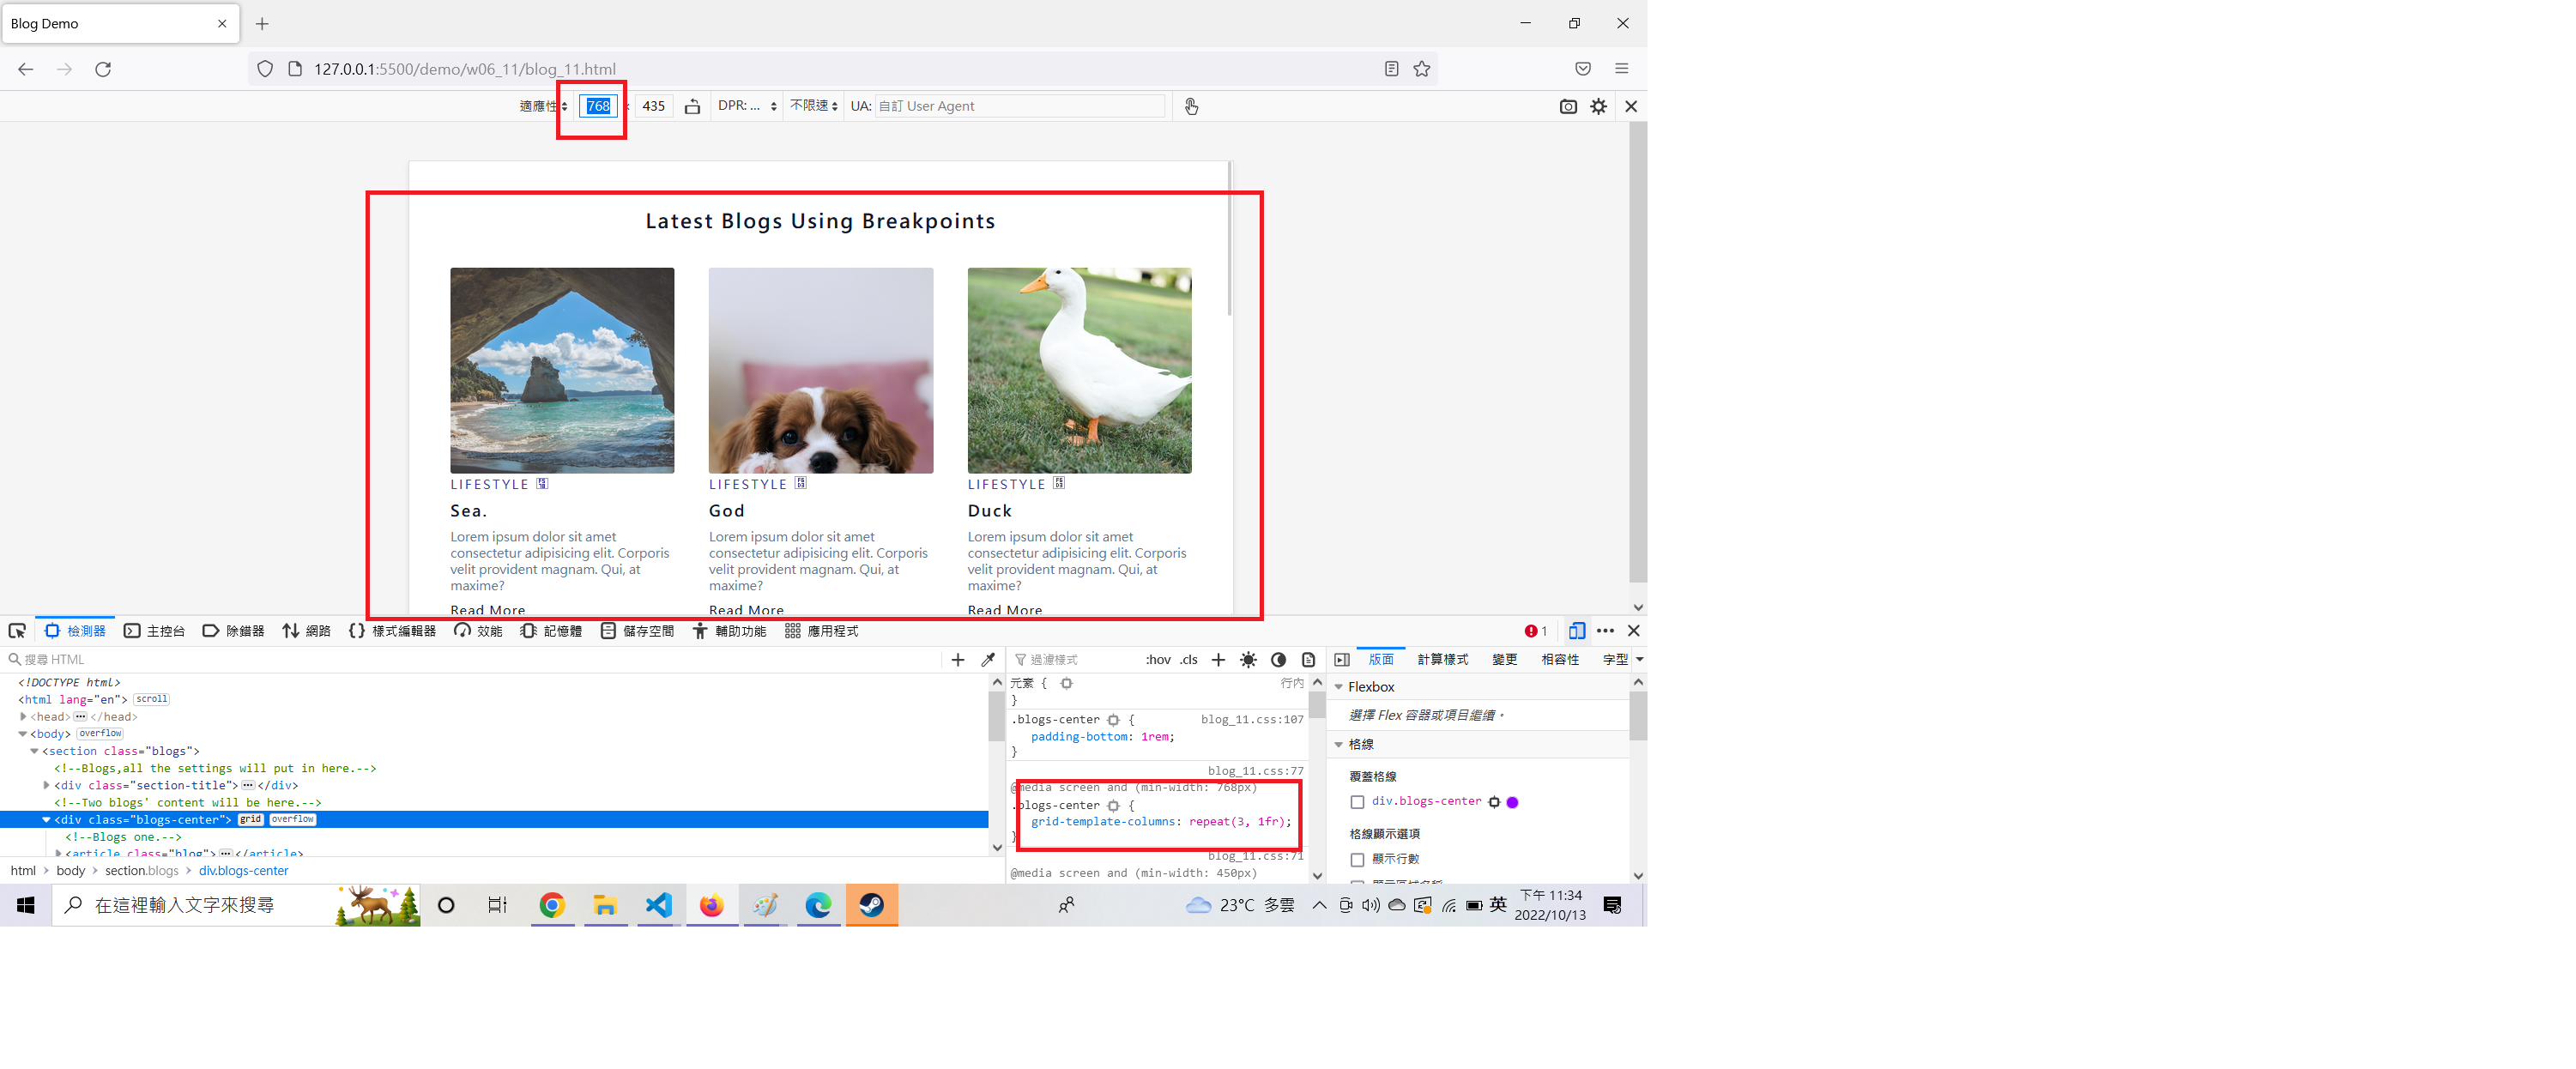 Blog Demo
127.0.0.1:5500/demo/w06_11/blog_11.html
適應性 768 × 435 DPR: ... 不限速 UA: 自訂 User Agent
Latest Blogs Using Breakpoints
LIFESTYLE LIFESTYLE LIFESTYLE
Sea. God Duck
Lorem ipsum dolor sit amet Lorem ipsum dolor sit amet Lorem ipsum dolor sit amet
consectetur adipisicing elit. Corporis consectetur adipisicing elit. Corporis consectetur adipisicing elit. Corporis
velit provident magnam. Qui, at velit provident magnam. Qui, at velit provident magnam. Qui, at
maxime? maxime? maxime?
Read More Read More Read More
檢測器 主控台 除錯器 網路 樣式編輯器 效能 記憶體 儲存空間 輔助功能 應用程式 1
搜尋 HTML
<!DOCTYPE html>
<html lang="en"> scroll
<head> ··· </head>
<body> overflow
<section class="blogs">
<!--Blogs,all the settings will put in here.-->
<div class="section-title"> ··· </div>
<!--Two blogs' content will be here.-->
<div class="blogs-center"> grid overflow
<!--Blogs one.-->
<article class="blog"> ··· </article>
html > body > section.blogs > div.blogs-center
過濾樣式 :hov .cls
元素 { 行內
}
.blogs-center { blog_11.css:107
padding-bottom: 1rem;
}
blog_11.css:77
@media screen and (min-width: 768px)
.blogs-center {
grid-template-columns: repeat(3, 1fr);
}
blog_11.css:71
@media screen and (min-width: 450px)
版面 計算樣式 變更 相容性 字型
Flexbox
選擇 Flex 容器或項目繼續。
格線
覆蓋格線
div.blogs-center
格線顯示選項
顯示行數
顯示區域名稱
在這裡輸入文字來搜尋
23°C 多雲 英 下午 11:34
2022/10/13